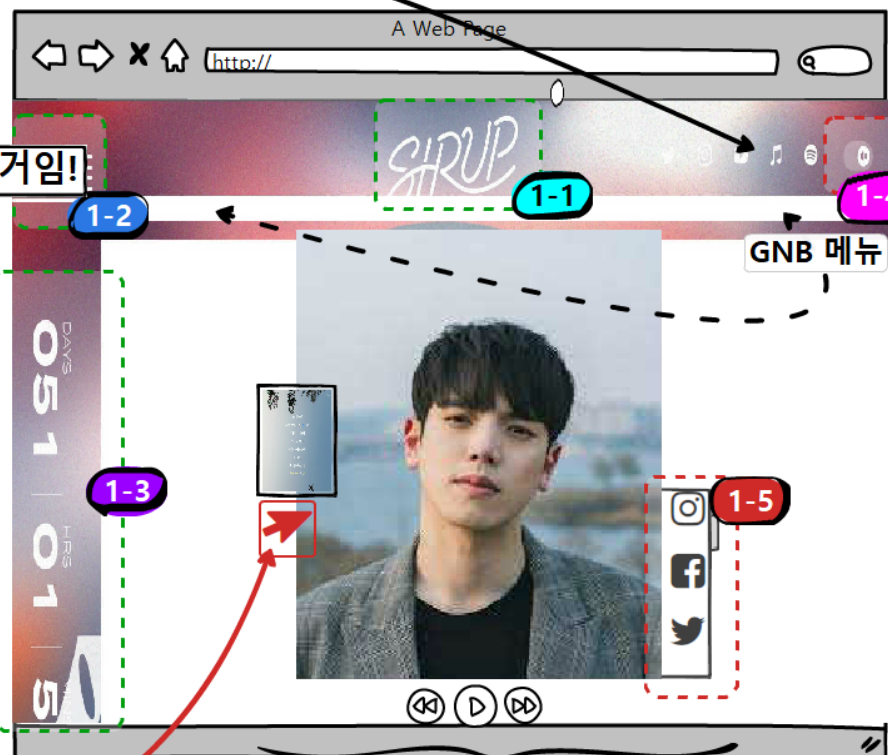 A Web Page
http://
SIRUP
거임!
1-1
1-2
1-4
GNB 메뉴
DAYS
051
1-3
HRS
01
5
1-5